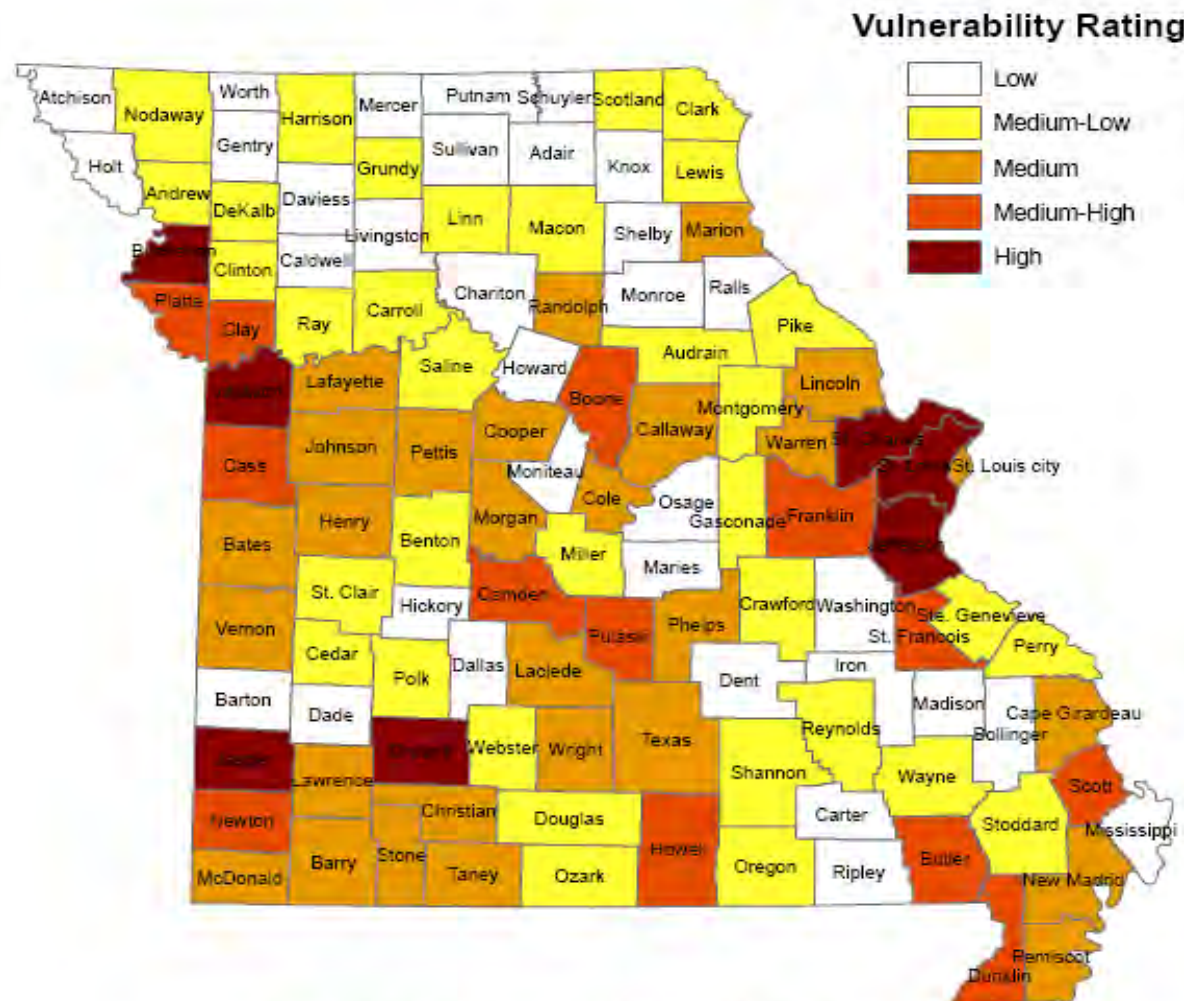 Vulnerability Rating
Low
Medium-Low
Medium
Medium-High
High
Atchison
Nodaway
Worth
Harrison
Mercer
Putnam
Schuyler
Scotland
Clark
Holt
Gentry
Sullivan
Adair
Knox
Lewis
Grundy
Andrew
DeKalb
Daviess
Linn
Macon
Shelby
Marion
Livingston
Clinton
Caldwell
Chariton
Randolph
Monroe
Ralls
Platte
Clay
Ray
Carroll
Pike
Saline
Howard
Audrain
Lafayette
Boone
Lincoln
Montgomery
Callaway
Cooper
Warren
St. Charles
Johnson
Pettis
Cass
Moniteau
St. Louis city
Cole
Osage
Henry
Morgan
Gasconade
Franklin
Bates
Benton
Miller
Maries
St. Clair
Hickory
Camden
Crawford
Washington
Ste. Genevieve
Vernon
Pulaski
Phelps
St. Francois
Cedar
Perry
Dallas
Laclede
Iron
Polk
Dent
Barton
Dade
Madison
Cape Girardeau
Bollinger
Reynolds
Webster
Wright
Texas
Shannon
Wayne
Lawrence
Scott
Christian
Douglas
Carter
Stoddard
Mississippi
Newton
Howell
Barry
Stone
Butler
McDonald
Taney
Ozark
Oregon
Ripley
New Madrid
Pemiscot
Dunklin